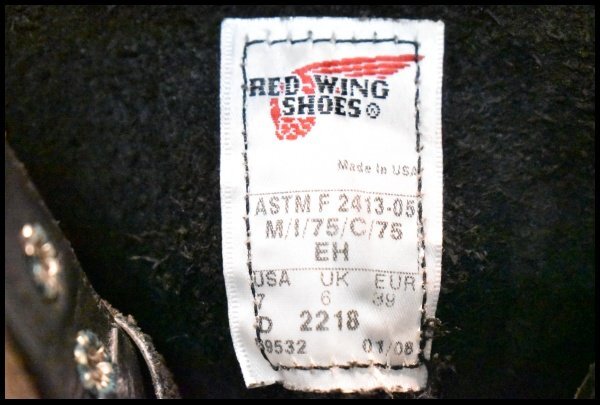 RED WING
SHOES®
Made in USA
ASTM F 2413-05
M/I/75/C/75
EH
USA UK EUR
7 6 39
D 2218
01/08